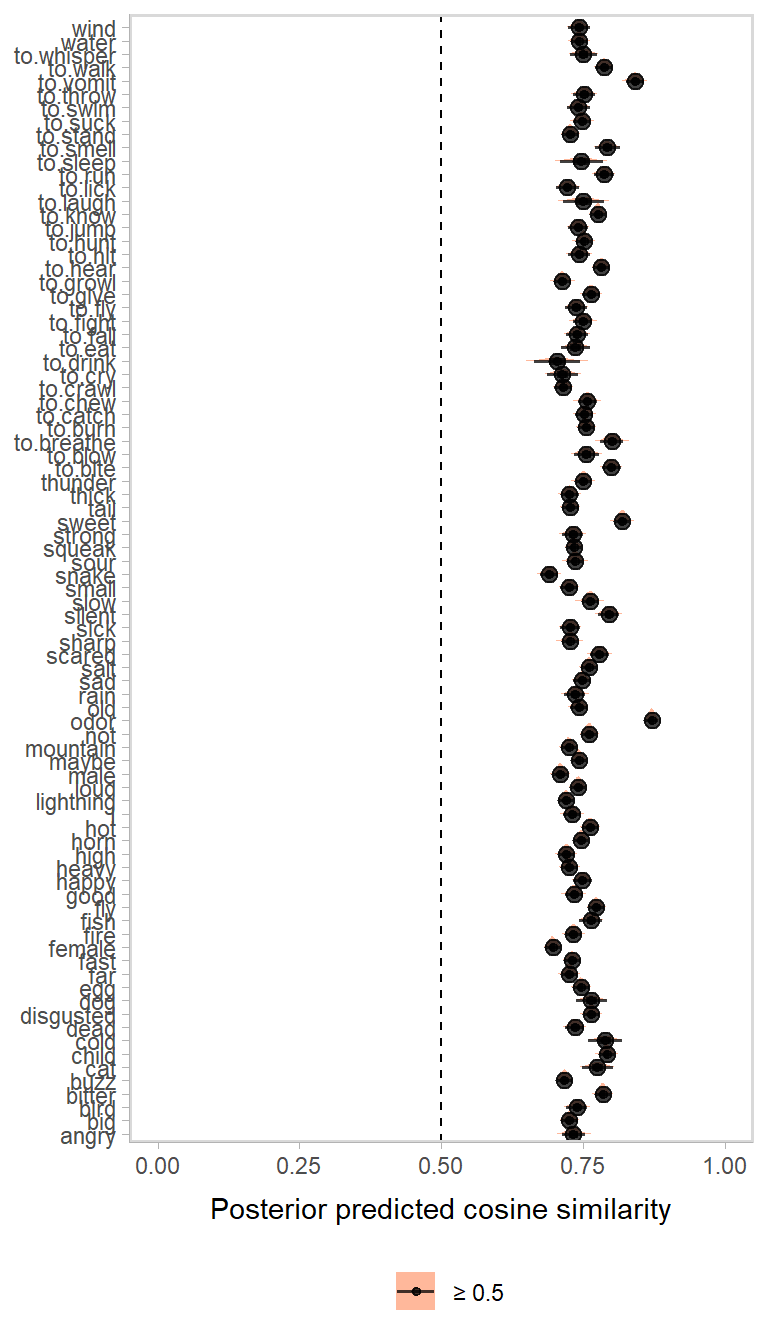 wind
water
to.whisper
to.walk
to.vomit
to.throw
to.swim
to.suck
to.stand
to.smell
to.sleep
to.run
to.lick
to.laugh
to.know
to.jump
to.hunt
to.hit
to.hear
to.growl
to.give
to.fly
to.fight
to.fall
to.eat
to.drink
to.cry
to.crawl
to.chew
to.catch
to.burn
to.breathe
to.blow
to.bite
thunder
thick
tail
sweet
strong
squeak
sour
snake
small
slow
silent
sick
sharp
scared
salt
sad
rain
old
odor
not
mountain
maybe
male
loud
lighthning
I
hot
horn
high
heavy
happy
good
fly
fish
fire
female
fast
far
egg
dog
disgusted
dead
cold
child
cat
buzz
bitter
bird
big
angry
0.00 0.25 0.50 0.75 1.00
Posterior predicted cosine similarity
≥ 0.5